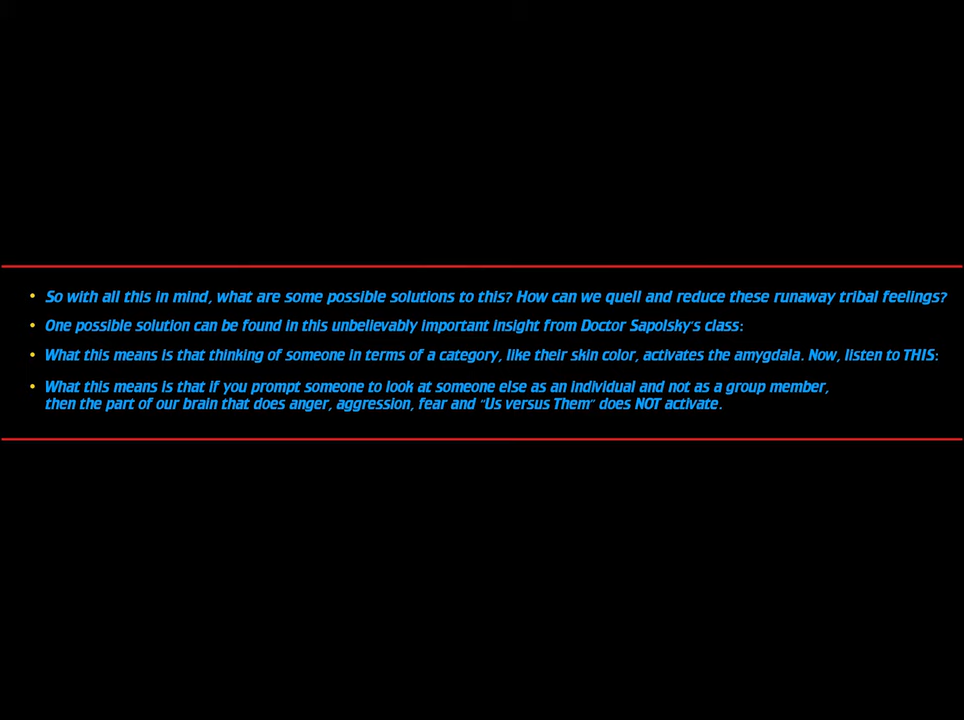 • So with all this in mind, what are some possible solutions to this? How can we quell and reduce these runaway tribal feelings?
• One possible solution can be found in this unbelievably important insight from Doctor Sapolsky's class:
• What this means is that thinking of someone in terms of a category, like their skin color, activates the amygdala. Now, listen to THIS:
• What this means is that if you prompt someone to look at someone else as an individual and not as a group member,
then the part of our brain that does anger, aggression, fear and "Us versus Them" does NOT activate.